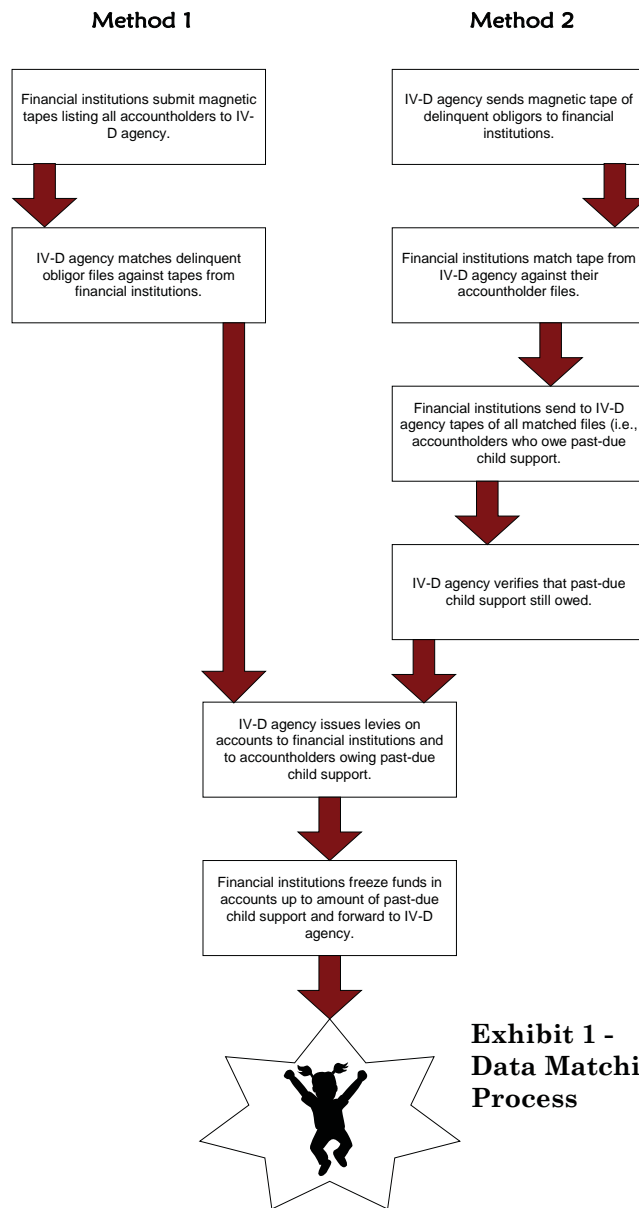 Method 1
Financial institutions submit magnetic
tapes listing all accountholders to IV-
D agency.
IV-D agency matches delinquent
obligor files against tapes from
financial institutions.
Method 2
IV-D agency sends magnetic tape of
delinquent obligors to financial
institutions.
Financial institutions match tape from
IV-D agency against their
accountholder files.
Financial institutions send to IV-D
agency tapes of all matched files (i.e.,
accountholders who owe past-due
child support.
IV-D agency verifies that past-due
child support still owed.
IV-D agency issues levies on
accounts to financial institutions and
to accountholders owing past-due
child support.
Financial institutions freeze funds in
accounts up to amount of past-due
child support and forward to IV-D
agency.
Exhibit 1 -
Data Matchi
Process